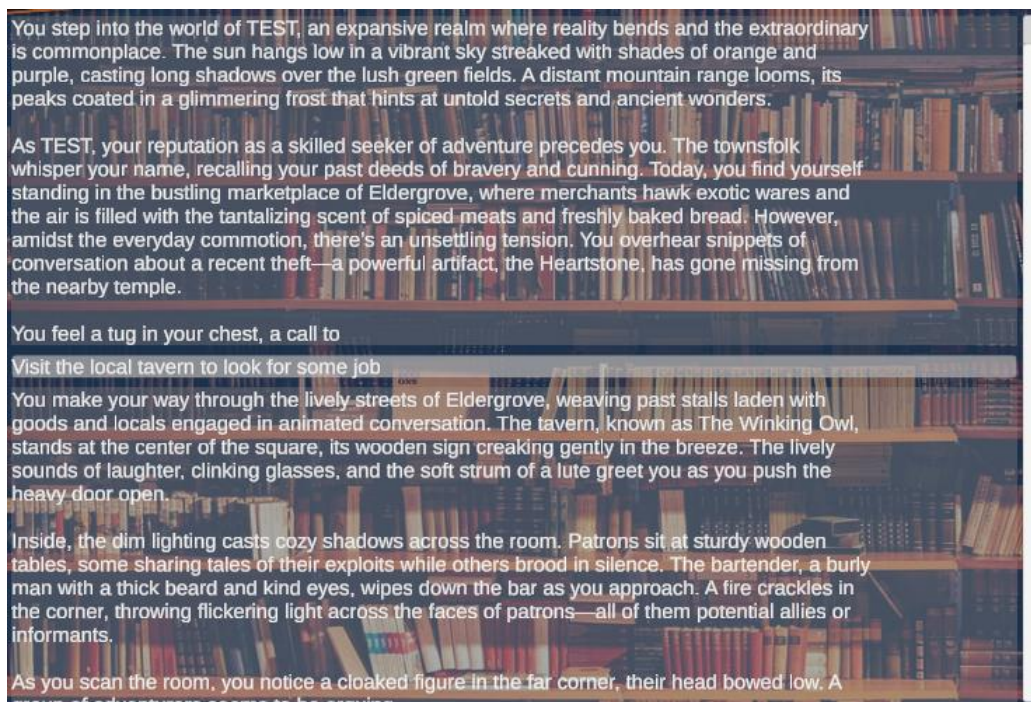 You step into the world of TEST, an expansive realm where reality bends and the extraordinary
is commonplace. The sun hangs low in a vibrant sky streaked with shades of orange and
purple, casting long shadows over the lush green fields. A distant mountain range looms, its
peaks coated in a glimmering frost that hints at untold secrets and ancient wonders.
As TEST, your reputation as a skilled seeker of adventure precedes you. The townsfolk
whisper your name, recalling your past deeds of bravery and cunning. Today, you find yourself
standing in the bustling marketplace of Eldergrove, where merchants hawk exotic wares and
the air is filled with the tantalizing scent of spiced meats and freshly baked bread. However,
amidst the everyday commotion, there's an unsettling tension. You overhear snippets of
conversation about a recent theft—a powerful artifact, the Heartstone, has gone missing from
the nearby temple.
You feel a tug in your chest, a call to
Visit the local tavern to look for some job
You make your way through the lively streets of Eldergrove, weaving past stalls laden with
goods and locals engaged in animated conversation. The tavern, known as The Winking Owl,
stands at the center of the square, its wooden sign creaking gently in the breeze. The lively
sounds of laughter, clinking glasses, and the soft strum of a lute greet you as you push the
heavy door open.
Inside, the dim lighting casts cozy shadows across the room. Patrons sit at sturdy wooden
tables, some sharing tales of their exploits while others brood in silence. The bartender, a burly
man with a thick beard and kind eyes, wipes down the bar as you approach. A fire crackles in
the corner, throwing flickering light across the faces of patrons—all of them potential allies or
informants.
As you scan the room, you notice a cloaked figure in the far corner, their head bowed low. A
group of adventurers seems to be arguing